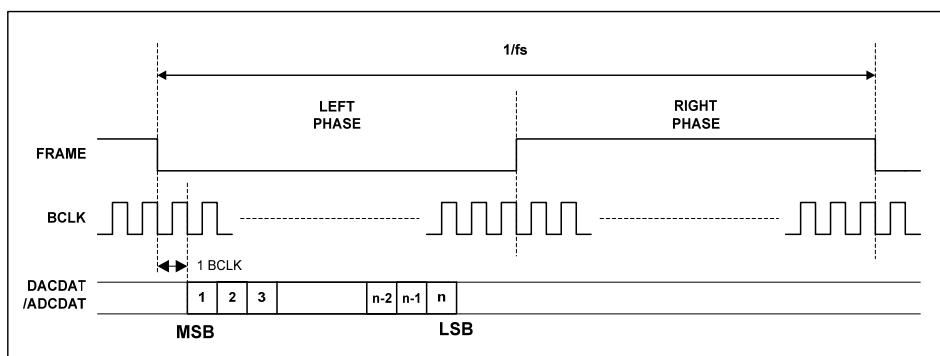 1/fs
LEFT
PHASE
RIGHT
PHASE
FRAME
BCLK
1 BCLK
DACDAT
/ADCDAT
1 2 3 n-2 n-1 n
MSB LSB